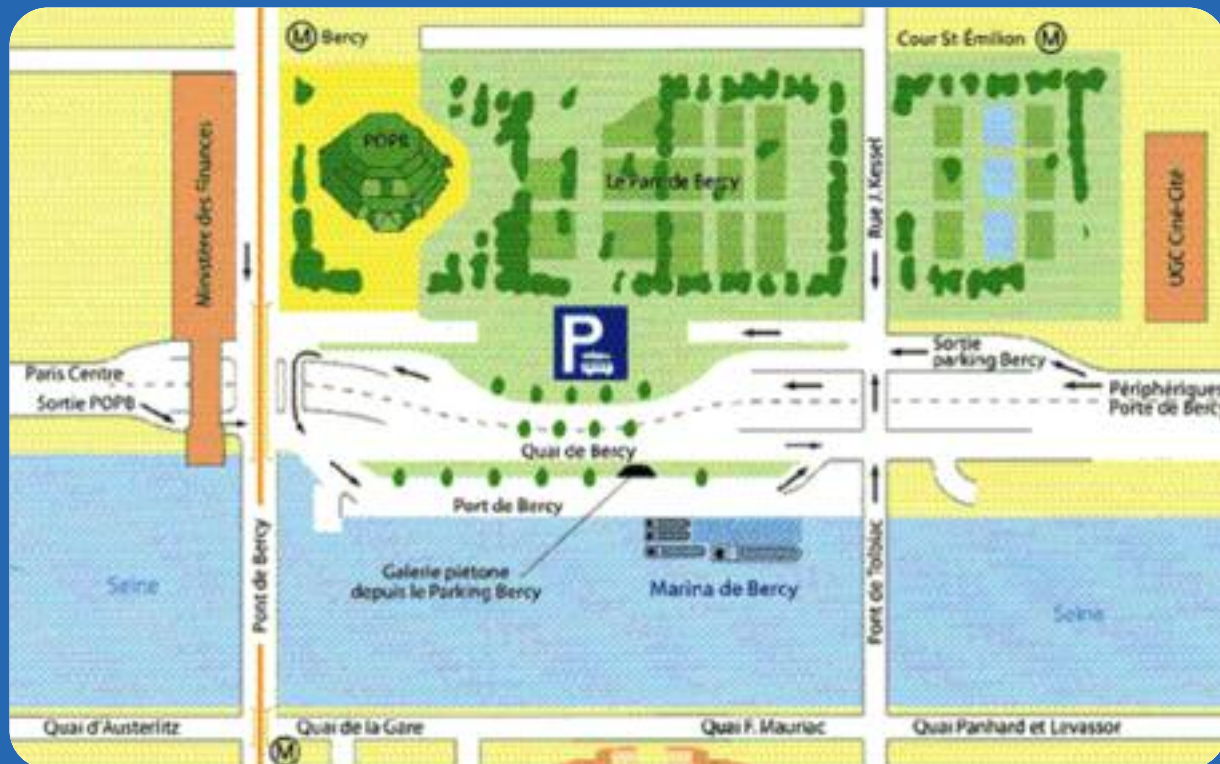 M Bercy
Cour St Émilion M
POPB
Le Parc de Bercy
Ministère des Finances
Rue J. Kessel
UGC Ciné-Cité
P
Paris Centre
Sortie POPB
Sortie
parking Bercy
Périphériques
Porte de Bercy
Quai de Bercy
Port de Bercy
Pont de Bercy
Galerie piétone
depuis le Parking Bercy
Marina de Bercy
Pont de Tolbiac
Seine
Seine
Quai d'Austerlitz
Quai de la Gare
Quai F. Mauriac
Quai Panhard et Levassor
M